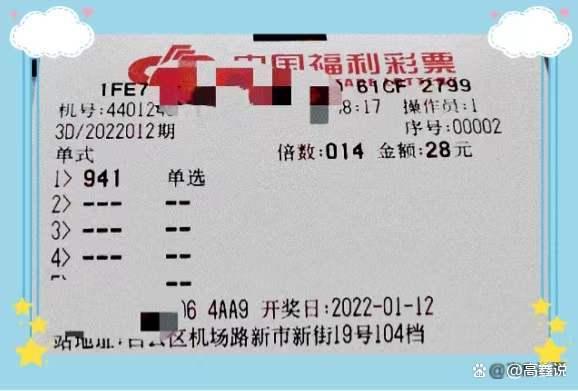 中国福利彩票
1FE7 61CF 2799
机号:44012 8:17 操作员:1
3D/2022012期 序号:00002
单式 倍数:014 金额:28元
1> 941 单选
2> --- --
3> --- --
4> --- --
--
06 4AA9 开奖日:2022-01-12
站地址:白云区机场路新市新街19号104档
@高鑫说